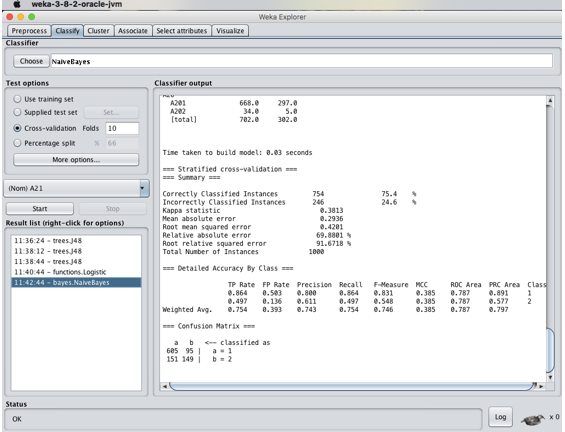 weka-3-8-2-oracle-jvm
Weka Explorer
Preprocess Classify Cluster Associate Select attributes Visualize
Classifier
Choose NaiveBayes
Test options
Use training set
Supplied test set Set...
Cross-validation Folds 10
Percentage split % 66
More options...
(Nom) A21
Start Stop
Result list (right-click for options)
11:36:24 - trees.J48
11:38:12 - trees.J48
11:38:44 - trees.J48
11:40:44 - functions.Logistic
11:42:44 - bayes.NaiveBayes
Classifier output
A201 668.0 297.0
A202 34.0 5.0
[total] 702.0 302.0
Time taken to build model: 0.03 seconds
=== Stratified cross-validation ===
=== Summary ===
Correctly Classified Instances 754 75.4 %
Incorrectly Classified Instances 246 24.6 %
Kappa statistic 0.3813
Mean absolute error 0.2936
Root mean squared error 0.4201
Relative absolute error 69.8801 %
Root relative squared error 91.6718 %
Total Number of Instances 1000
=== Detailed Accuracy By Class ===
TP Rate FP Rate Precision Recall F-Measure MCC ROC Area PRC Area Class
0.864 0.503 0.800 0.864 0.831 0.385 0.787 0.891 1
0.497 0.136 0.611 0.497 0.548 0.385 0.787 0.577 2
Weighted Avg. 0.754 0.393 0.743 0.754 0.746 0.385 0.787 0.797
=== Confusion Matrix ===
a b <-- classified as
605 95 | a = 1
151 149 | b = 2
Status
OK
Log
x 0